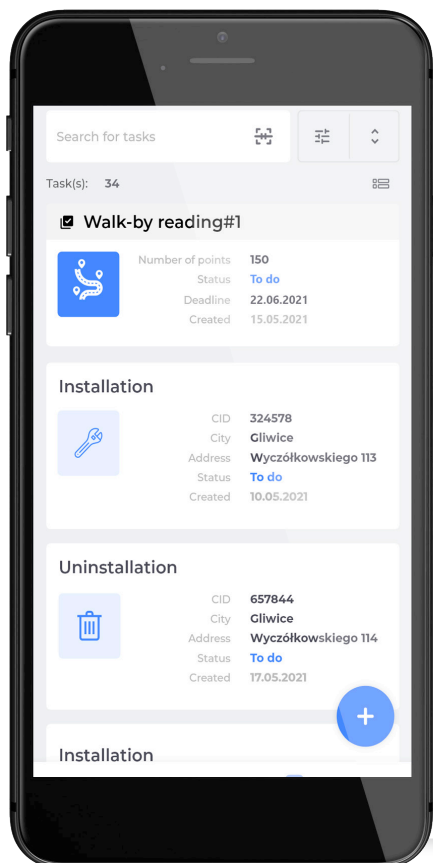 Search for tasks
Task(s): 34
Walk-by reading#1
Number of points 150
Status To do
Deadline 22.06.2021
Created 15.05.2021
Installation
CID 324578
City Gliwice
Address Wyczółkowskiego 113
Status To do
Created 10.05.2021
Uninstallation
CID 657844
City Gliwice
Address Wyczółkowskiego 114
Status To do
Created 17.05.2021
Installation